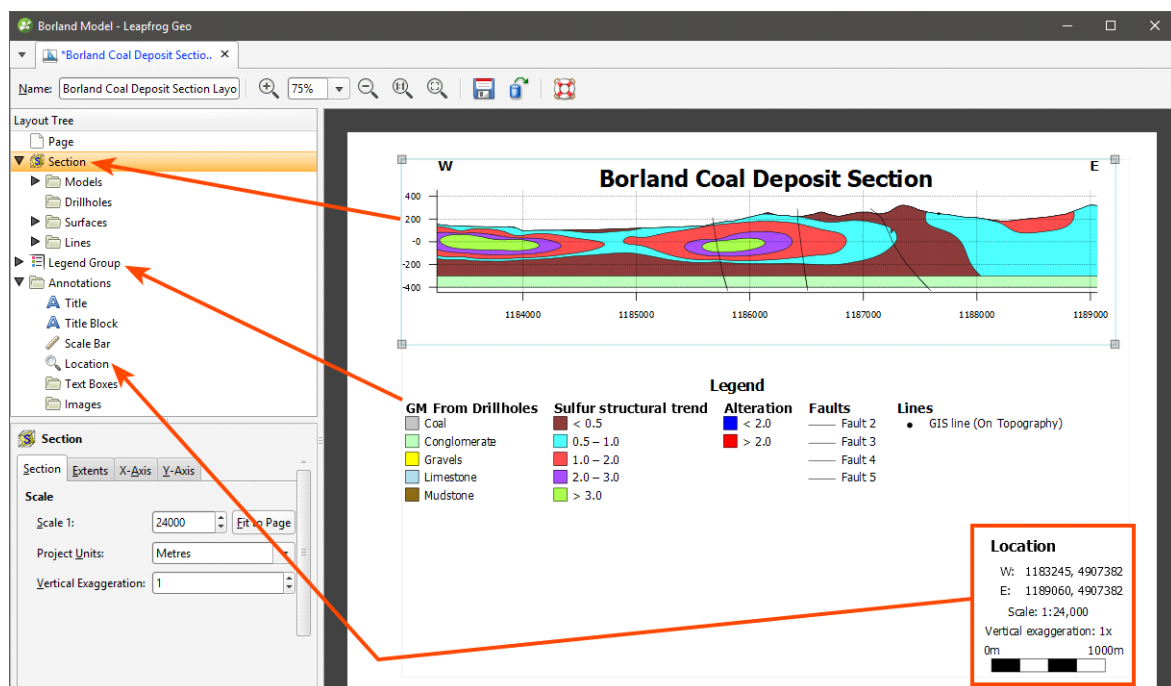 Borland Model - Leapfrog Geo
*Borland Coal Deposit Sectio..
Name: Borland Coal Deposit Section Layo 75%
Layout Tree
Page
Section
Models
Drillholes
Surfaces
Lines
Legend Group
Annotations
Title
Title Block
Scale Bar
Location
Text Boxes
Images
Section
Section Extents X-Axis Y-Axis
Scale
Scale 1: 24000 Fit to Page
Project Units: Metres
Vertical Exaggeration: 1
W E
Borland Coal Deposit Section
400
200
-0
-200
-400
1184000 1185000 1186000 1187000 1188000 1189000
Legend
GM From Drillholes Sulfur structural trend Alteration Faults Lines
Coal < 0.5 < 2.0 Fault 2 GIS line (On Topography)
Conglomerate 0.5 – 1.0 > 2.0 Fault 3
Gravels 1.0 – 2.0 Fault 4
Limestone 2.0 – 3.0 Fault 5
Mudstone > 3.0
Location
W: 1183245, 4907382
E: 1189060, 4907382
Scale: 1:24,000
Vertical exaggeration: 1x
0m 1000m